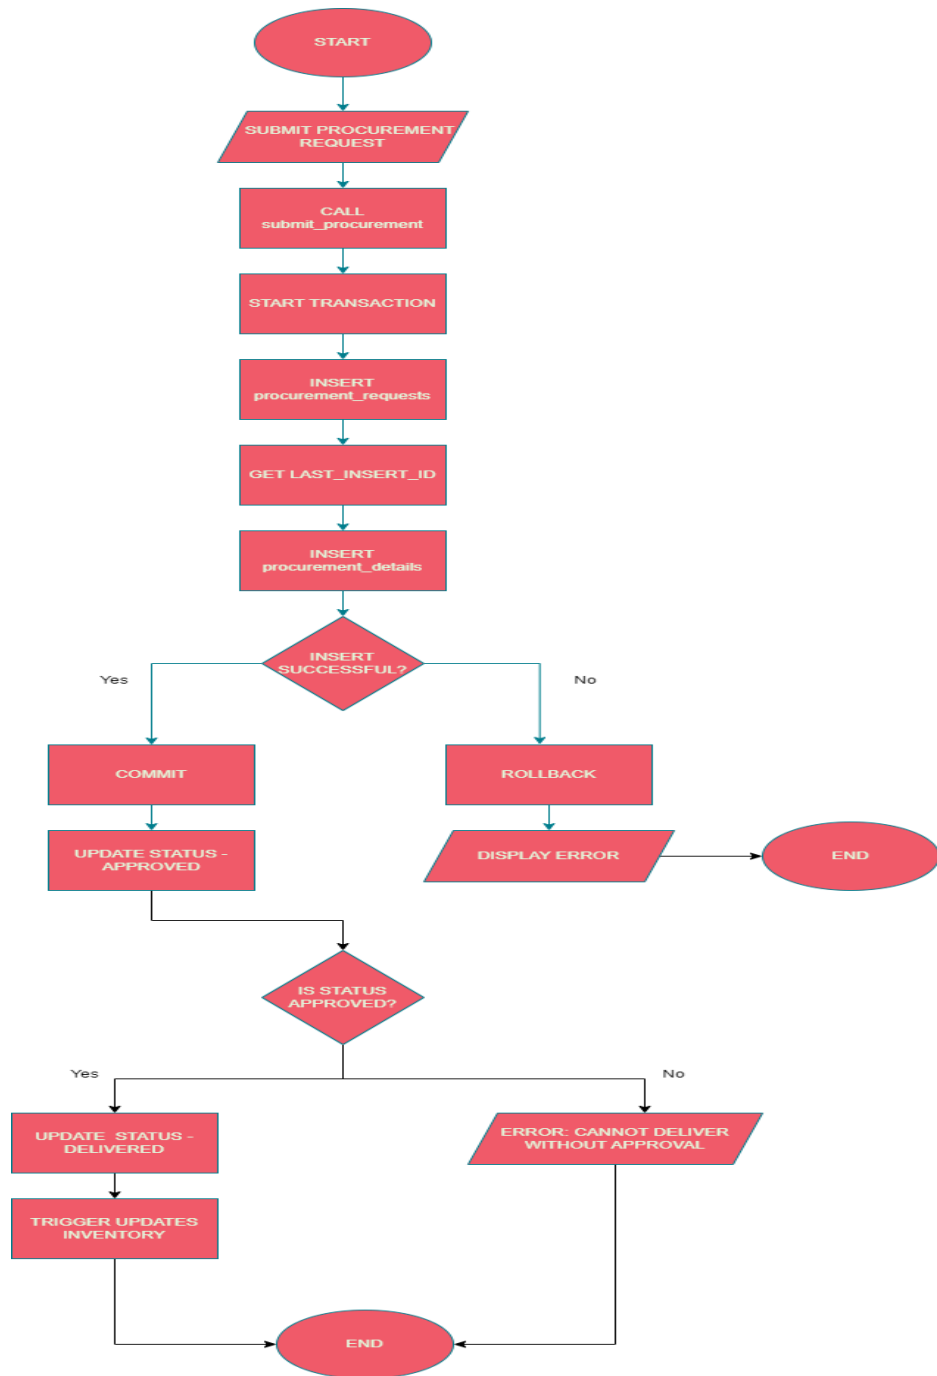 START
SUBMIT PROCUREMENT
REQUEST
CALL
submit_procurement
START TRANSACTION
INSERT
procurement_requests
GET LAST_INSERT_ID
INSERT
procurement_details
INSERT
SUCCESSFUL?
Yes
No
COMMIT
ROLLBACK
UPDATE STATUS -
APPROVED
DISPLAY ERROR
END
IS STATUS
APPROVED?
Yes
No
UPDATE  STATUS -
DELIVERED
ERROR: CANNOT DELIVER
WITHOUT APPROVAL
TRIGGER UPDATES
INVENTORY
END